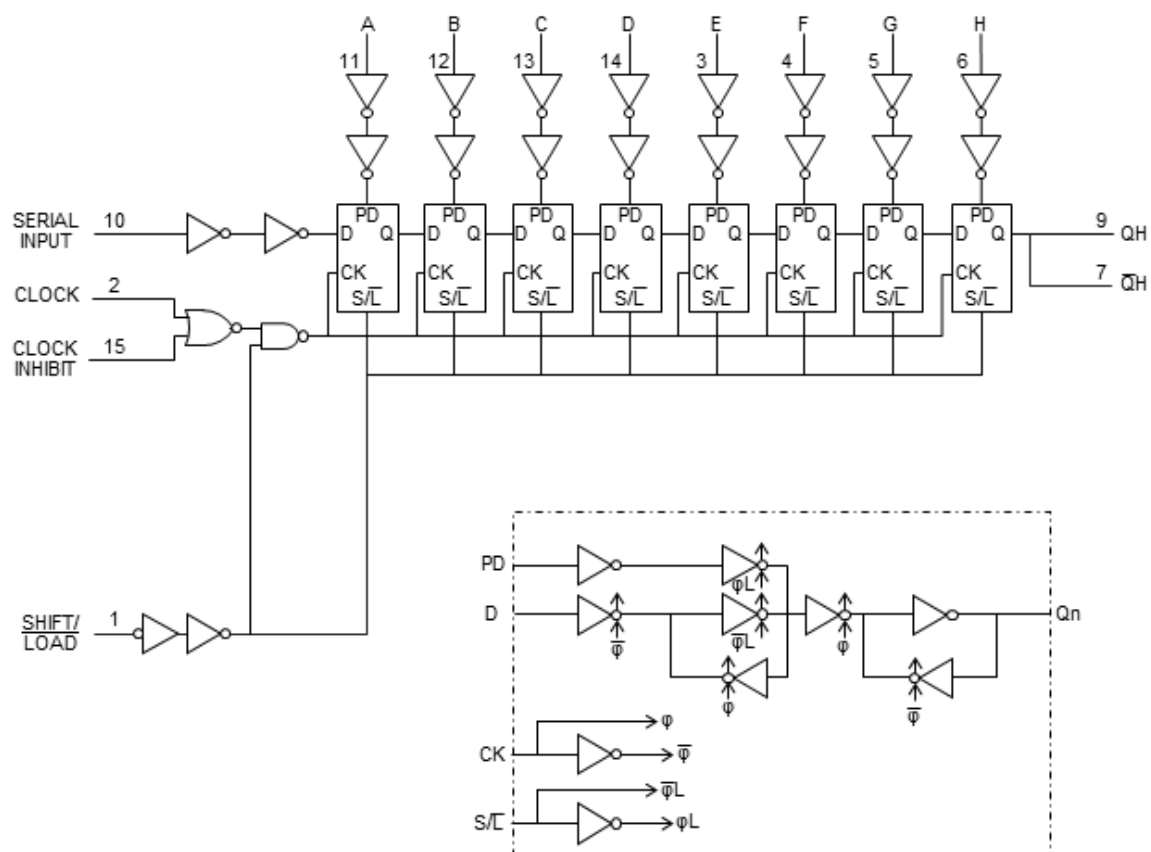 A B C D E F G H
11 12 13 14 3 4 5 6
PD PD PD PD PD PD PD PD
SERIAL
INPUT
10
D Q D Q D Q D Q D Q D Q D Q D Q
9 QH
CK CK CK CK CK CK CK CK
7 Q̅H
S/L̅ S/L̅ S/L̅ S/L̅ S/L̅ S/L̅ S/L̅ S/L̅
CLOCK 2
CLOCK
INHIBIT
15
PD
φL
D
Qn
φ̅ φ̅L φ
φ φ̅
SHIFT/
L̅O̅A̅D̅
1
φ
CK φ̅
φ̅L
S/L̅ φL